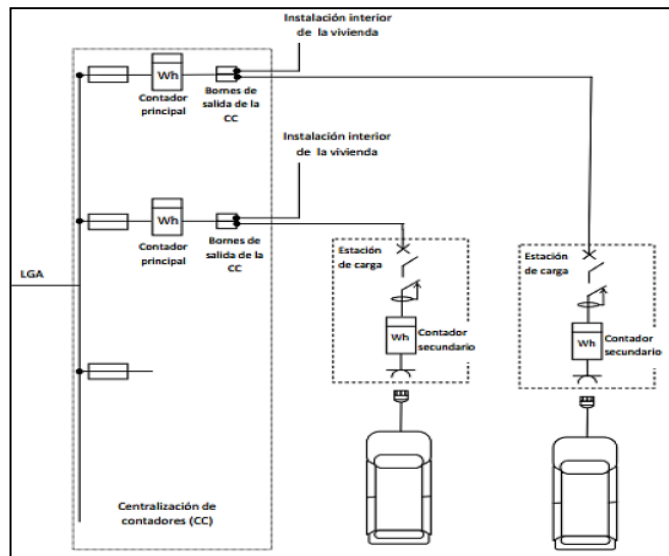 Instalación interior
de la vivienda
Wh
Contador
principal
Bornes de
salida de la
CC
Instalación interior
de la vivienda
Wh
Contador
principal
Bornes de
salida de la
CC
LGA
Estación
de carga
Wh
Contador
secundario
Estación
de carga
Wh
Contador
secundario
Centralización de
contadores (CC)